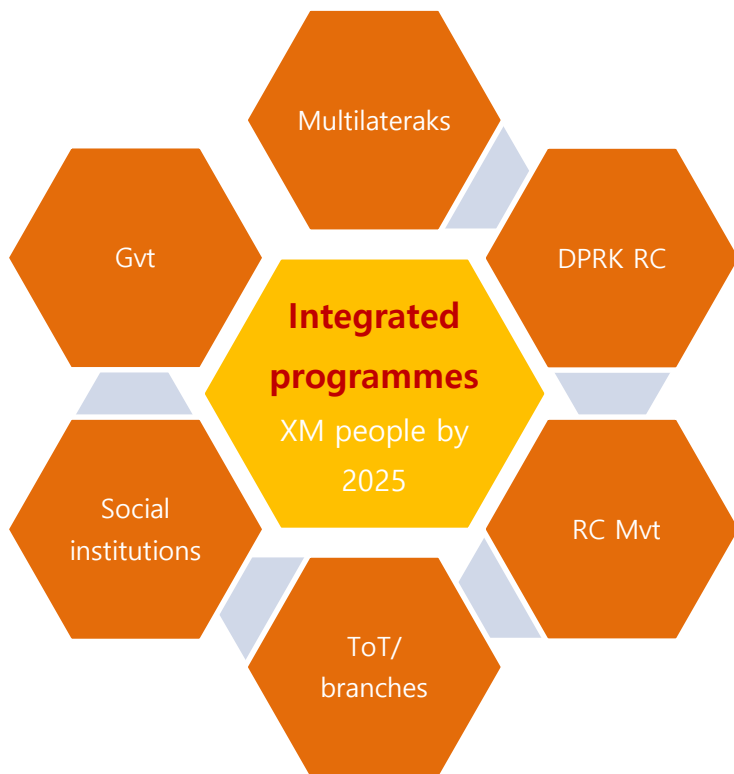 Multilateraks
Gvt
DPRK RC
Integrated
programmes
XM people by
2025
Social
institutions
RC Mvt
ToT/
branches